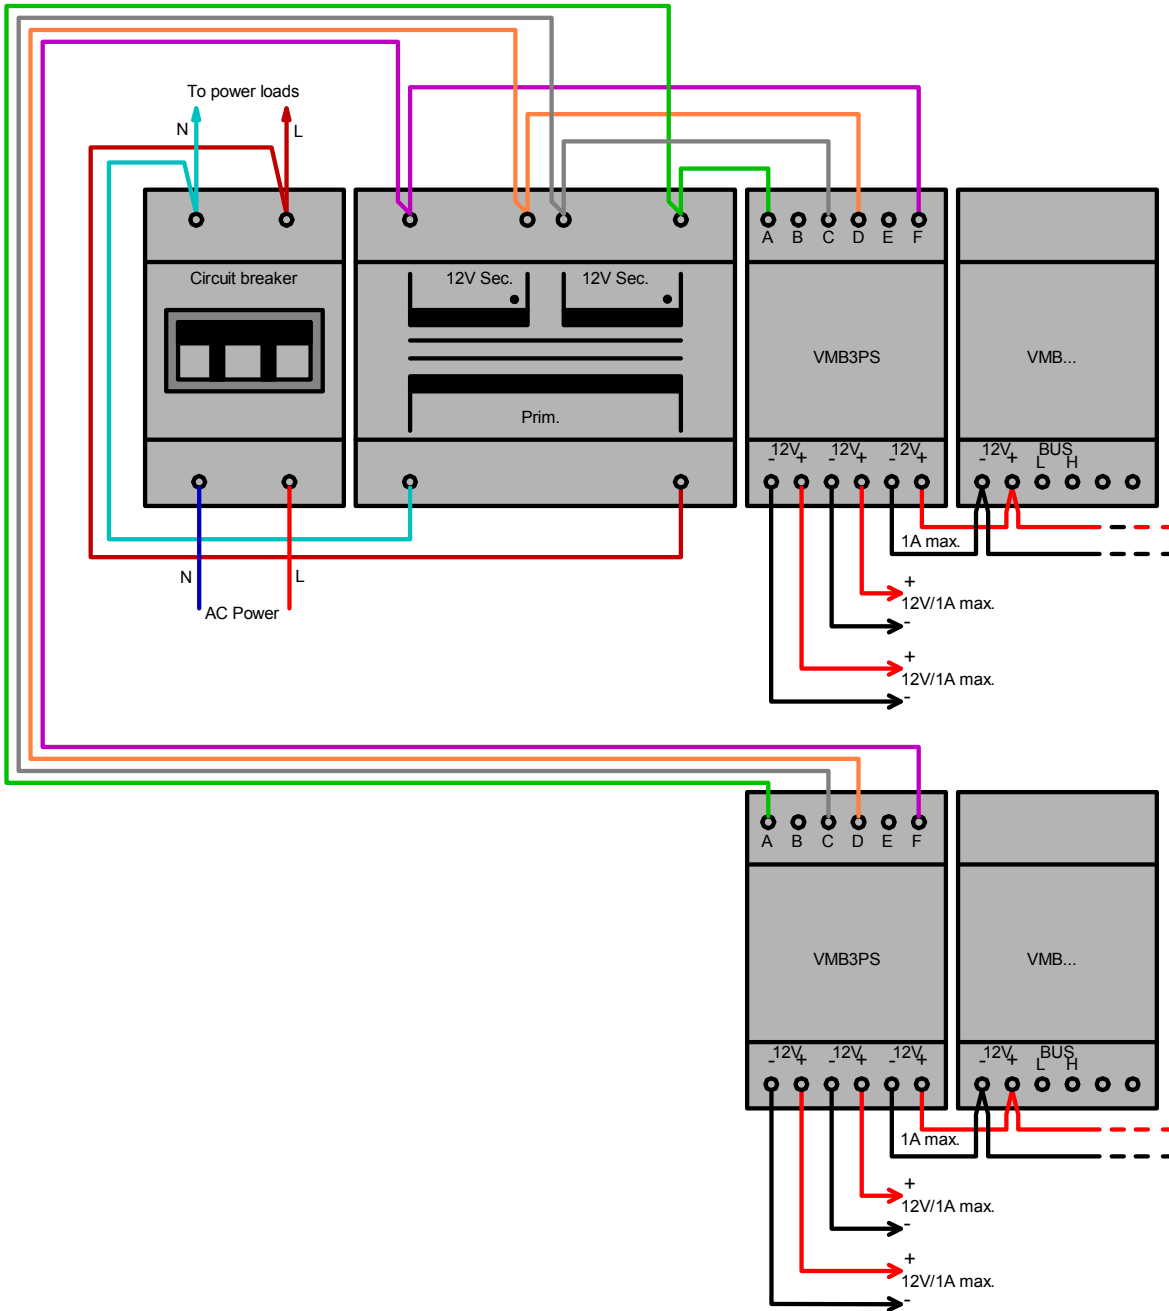 To power loads
N
L
A
B
C
D
E
F
Circuit breaker
12V Sec.
12V Sec.
VMB3PS
VMB...
Prim.
- 12V +
- 12V +
- 12V +
- 12V +
BUS
L
H
1A max.
N
L
AC Power
+
12V/1A max.
-
+
12V/1A max.
-
A
B
C
D
E
F
VMB3PS
VMB...
- 12V +
- 12V +
- 12V +
- 12V +
BUS
L
H
1A max.
+
12V/1A max.
-
+
12V/1A max.
-